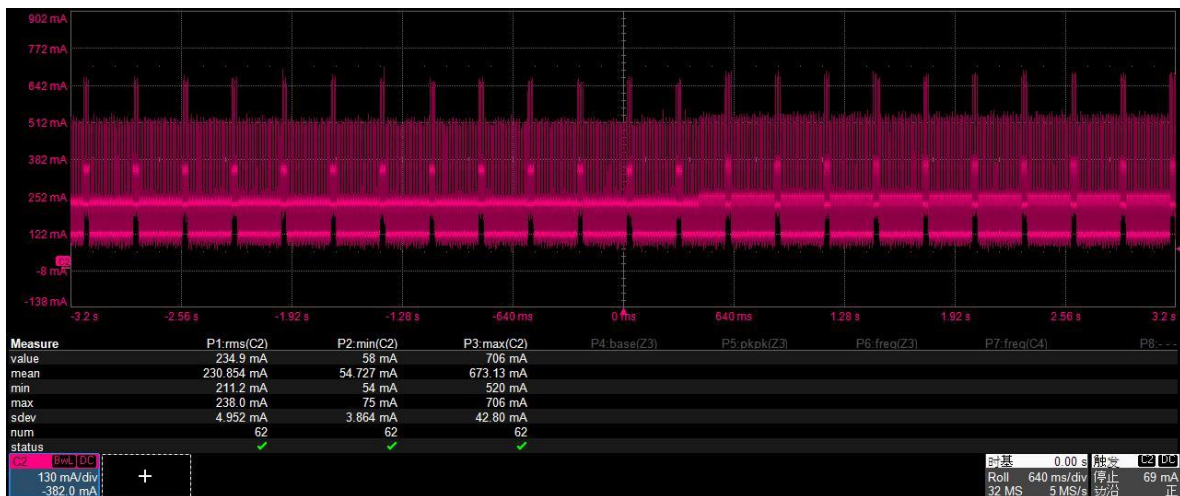 902 mA
772 mA
642 mA
512 mA
382 mA
252 mA
122 mA
C2
-8 mA
-138 mA
-3.2 s -2.56 s -1.92 s -1.28 s -640 ms 0 ms 640 ms 1.28 s 1.92 s 2.56 s 3.2 s
Measure P1:rms(C2) P2:min(C2) P3:max(C2) P4:base(Z3) P5:pkpk(Z3) P6:freq(Z3) P7:freq(C4) P8:- - -
value 234.9 mA 58 mA 706 mA
mean 230.854 mA 54.727 mA 673.13 mA
min 211.2 mA 54 mA 520 mA
max 238.0 mA 75 mA 706 mA
sdev 4.952 mA 3.864 mA 42.80 mA
num 62 62 62
status
C2 BwL DC 时基 0.00 s 触发 C2 DC
130 mA/div + Roll 640 ms/div 停止 69 mA
-382.0 mA 32 MS 5 MS/s 边沿 正